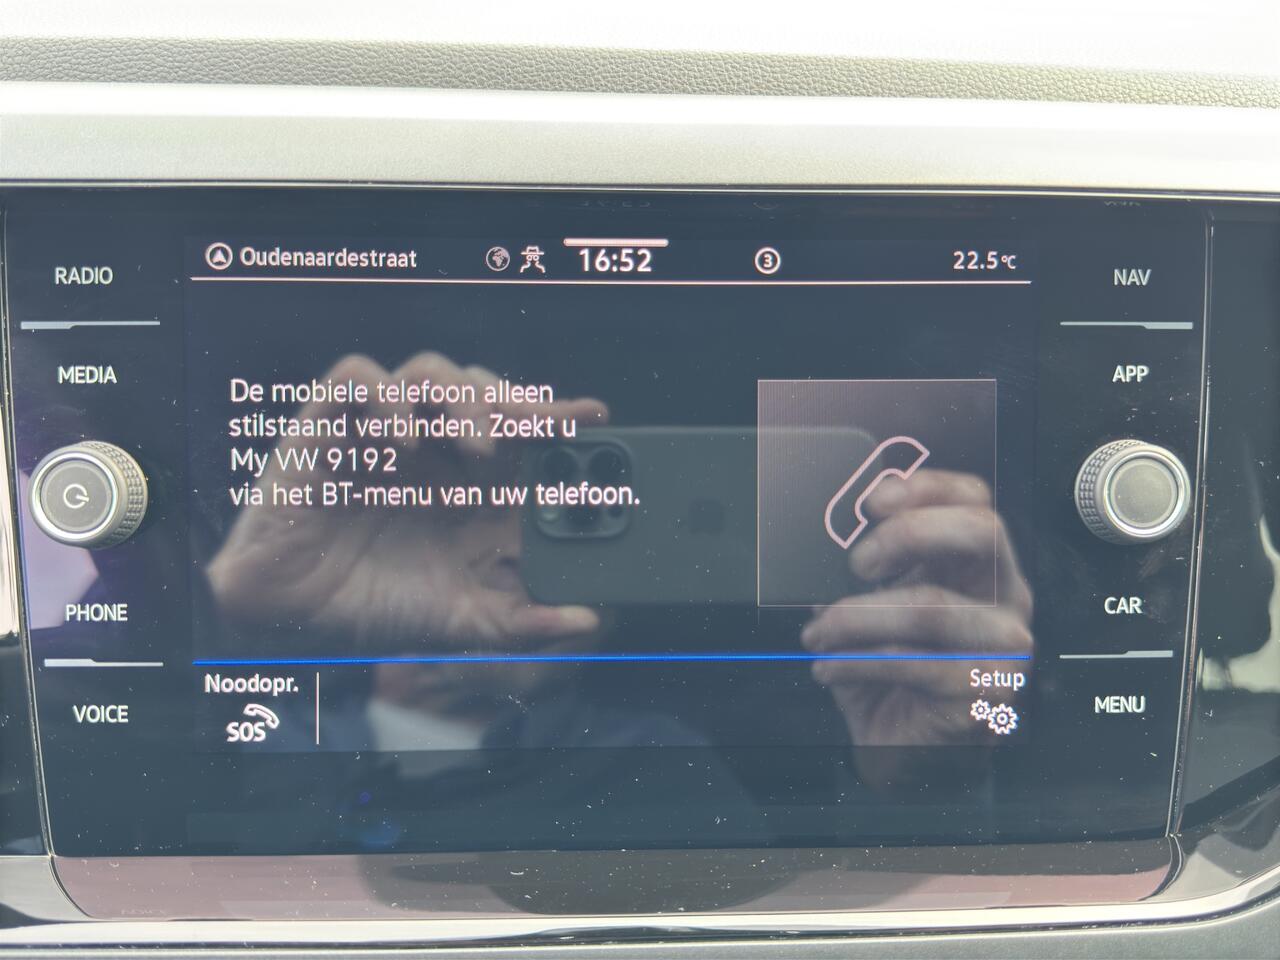 Oudenaardestraat 16:52 3 22.5°C
RADIO
MEDIA
PHONE
VOICE
De mobiele telefoon alleen
stilstaand verbinden. Zoekt u
My VW 9192
via het BT-menu van uw telefoon.
Noodopr.
SOS
Setup
NAV
APP
CAR
MENU